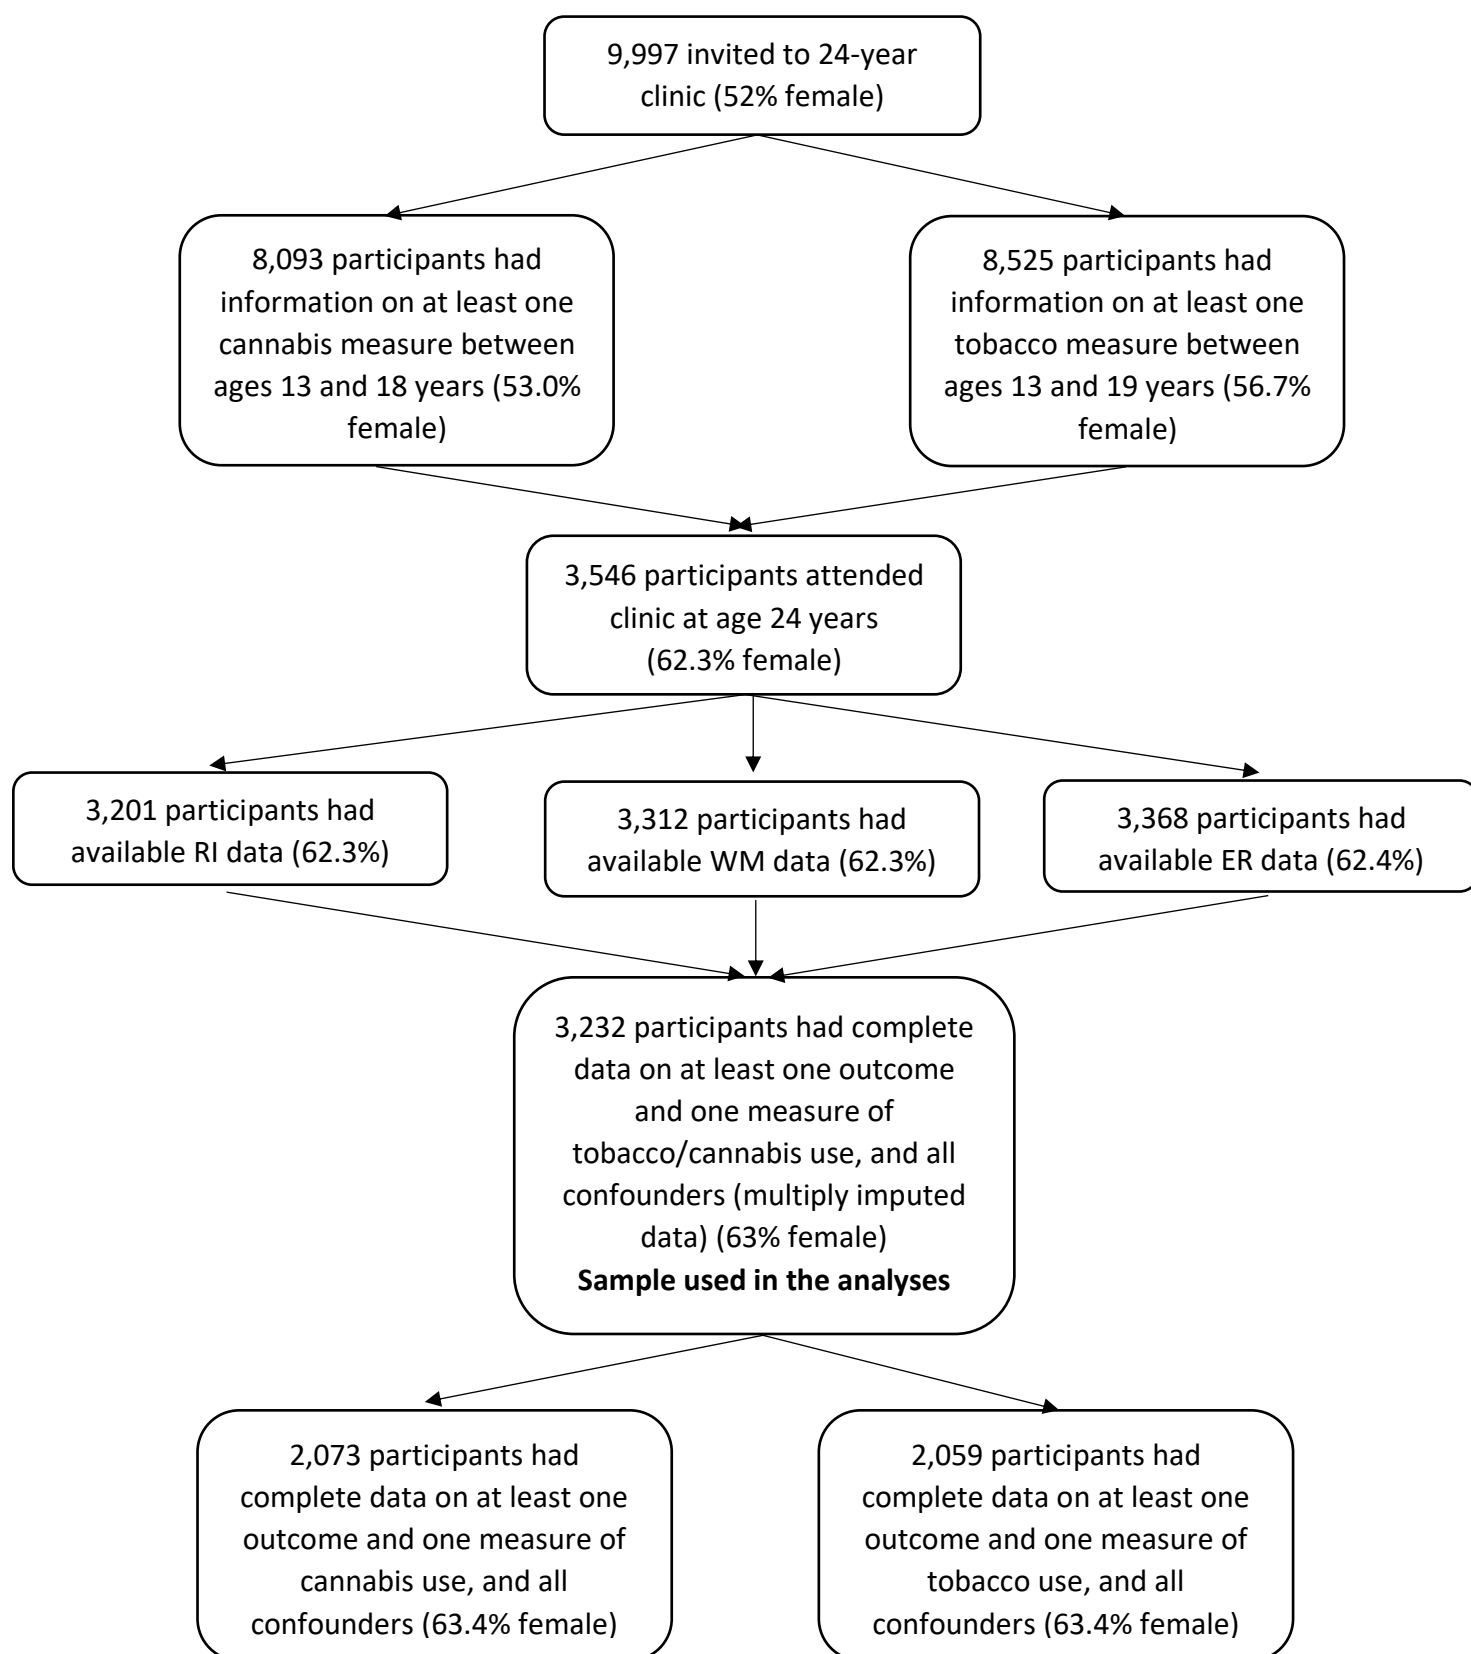 9,997 invited to 24-year
clinic (52% female)
8,093 participants had
information on at least one
cannabis measure between
ages 13 and 18 years (53.0%
female)
8,525 participants had
information on at least one
tobacco measure between
ages 13 and 19 years (56.7%
female)
3,546 participants attended
clinic at age 24 years
(62.3% female)
3,201 participants had
available RI data (62.3%)
3,312 participants had
available WM data (62.3%)
3,368 participants had
available ER data (62.4%)
3,232 participants had complete
data on at least one outcome
and one measure of
tobacco/cannabis use, and all
confounders (multiply imputed
data) (63% female)
Sample used in the analyses
2,073 participants had
complete data on at least one
outcome and one measure of
cannabis use, and all
confounders (63.4% female)
2,059 participants had
complete data on at least one
outcome and one measure of
tobacco use, and all
confounders (63.4% female)